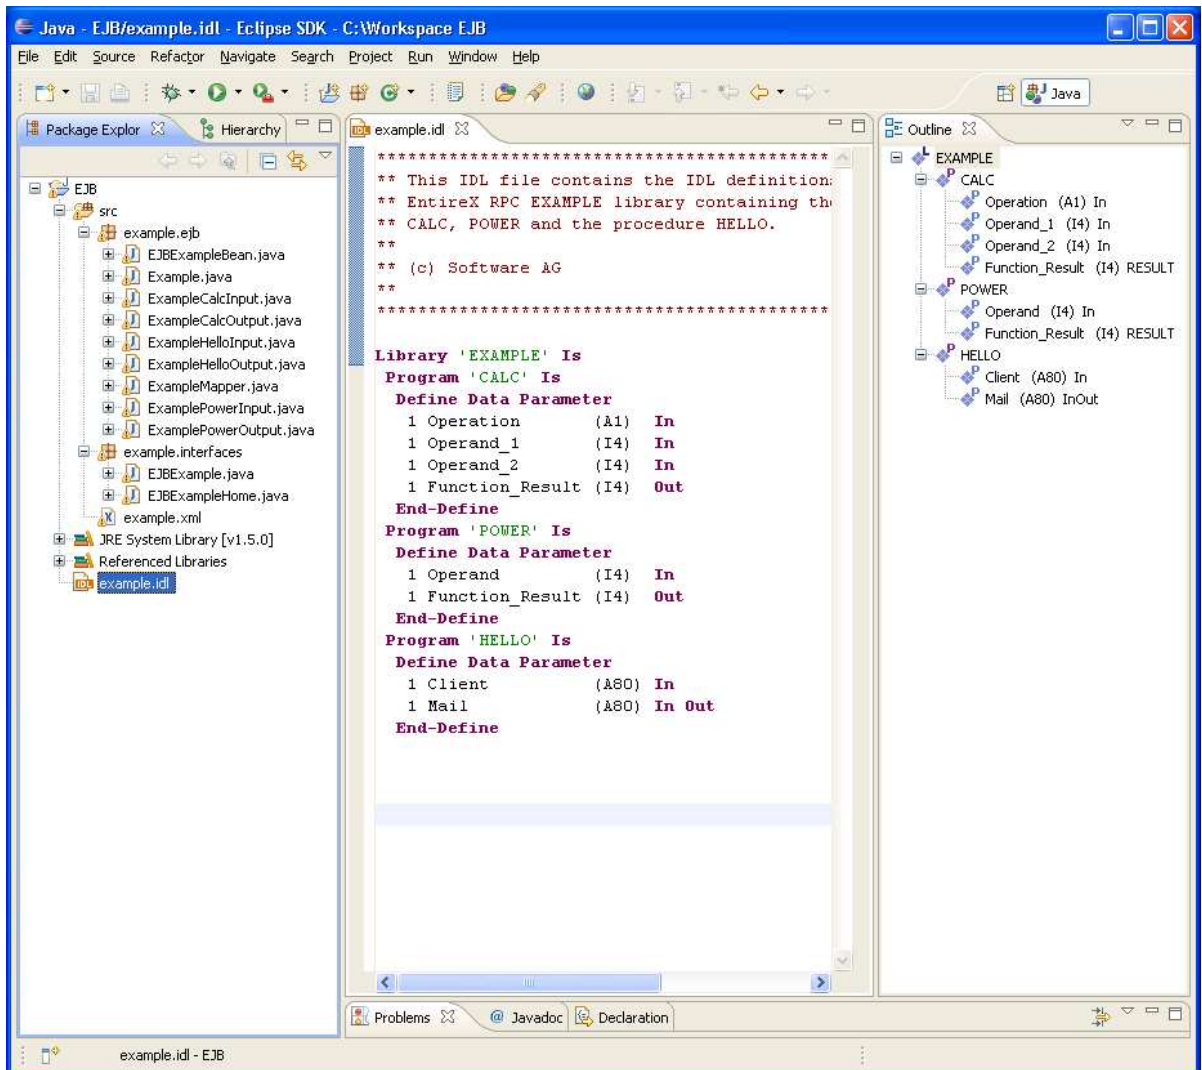 Java - EJB/example.idl - Eclipse SDK - C:\Workspace EJB
File Edit Source Refactor Navigate Search Project Run Window Help
Java
Package Explor
Hierarchy
EJB
src
example.ejb
EJBExampleBean.java
Example.java
ExampleCalcInput.java
ExampleCalcOutput.java
ExampleHelloInput.java
ExampleHelloOutput.java
ExampleMapper.java
ExamplePowerInput.java
ExamplePowerOutput.java
example.interfaces
EJBExample.java
EJBExampleHome.java
example.xml
JRE System Library [v1.5.0]
Referenced Libraries
example.idl
example.idl
********************************************
** This IDL file contains the IDL definition
** EntireX RPC EXAMPLE library containing the
** CALC, POWER and the procedure HELLO.
**
** (c) Software AG
**
********************************************
Library 'EXAMPLE' Is
Program 'CALC' Is
Define Data Parameter
1 Operation (A1) In
1 Operand_1 (I4) In
1 Operand_2 (I4) In
1 Function_Result (I4) Out
End-Define
Program 'POWER' Is
Define Data Parameter
1 Operand (I4) In
1 Function_Result (I4) Out
End-Define
Program 'HELLO' Is
Define Data Parameter
1 Client (A80) In
1 Mail (A80) In Out
End-Define
Outline
EXAMPLE
CALC
Operation (A1) In
Operand_1 (I4) In
Operand_2 (I4) In
Function_Result (I4) RESULT
POWER
Operand (I4) In
Function_Result (I4) RESULT
HELLO
Client (A80) In
Mail (A80) InOut
Problems
@ Javadoc
Declaration
example.idl - EJB